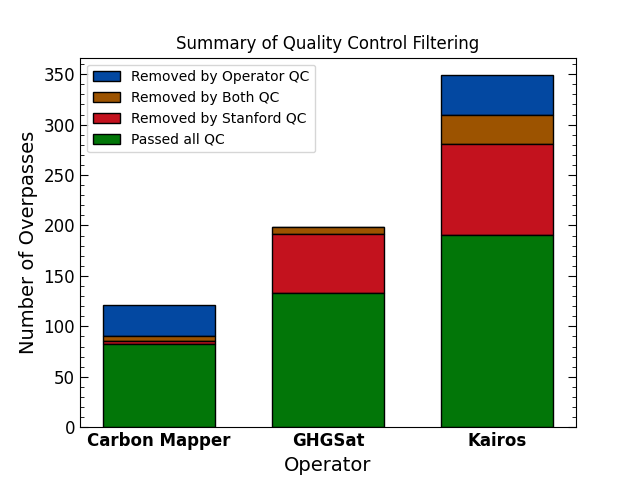 Summary of Quality Control Filtering
Removed by Operator QC
Removed by Both QC
Removed by Stanford QC
Passed all QC
Number of Overpasses
350
300
250
200
150
100
50
0
Carbon Mapper GHGSat Kairos
Operator